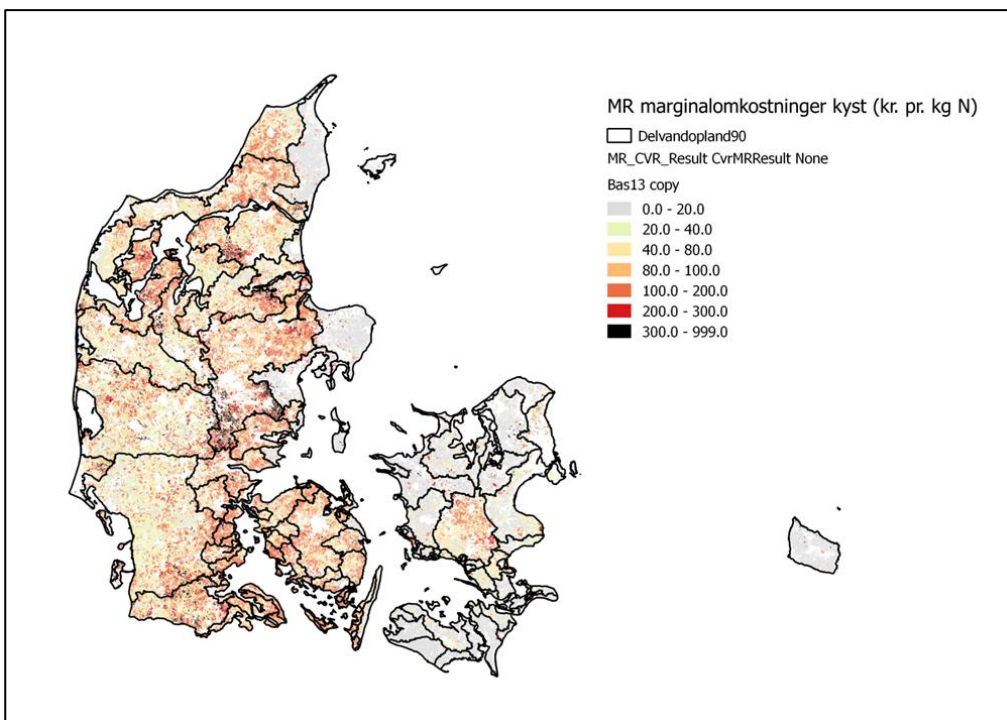 MR marginalomkostninger kyst (kr. pr. kg N)
Delvandopland90
MR_CVR_Result CvrMRResult None
Bas13 copy
0.0 - 20.0
20.0 - 40.0
40.0 - 80.0
80.0 - 100.0
100.0 - 200.0
200.0 - 300.0
300.0 - 999.0